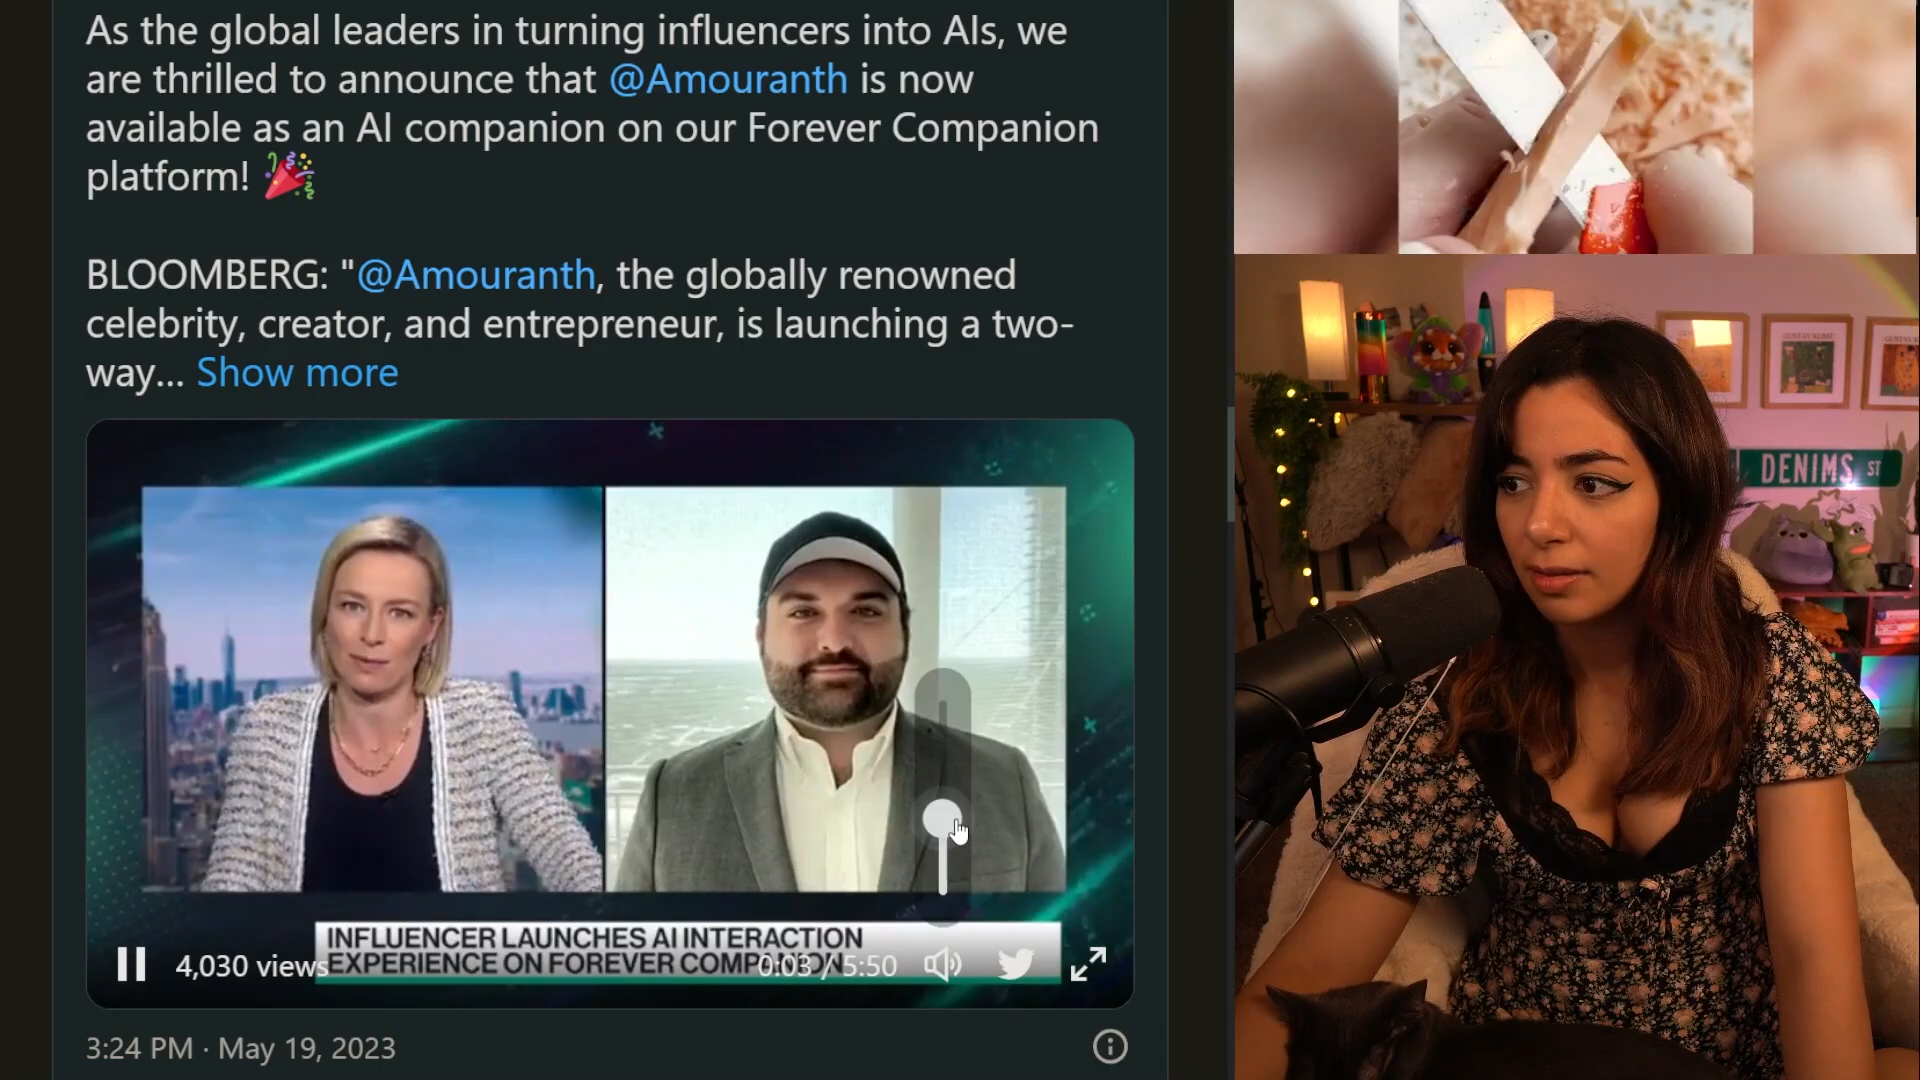 As the global leaders in turning influencers into AIs, we
are thrilled to announce that @Amouranth is now
available as an AI companion on our Forever Companion
platform! 🎉
BLOOMBERG: "@Amouranth, the globally renowned
celebrity, creator, and entrepreneur, is launching a two-
way... Show more
INFLUENCER LAUNCHES AI INTERACTION
EXPERIENCE ON FOREVER COMPANION
4,030 views
0:03 / 5:50
3:24 PM · May 19, 2023
GUSTAV KLIMT
DENIMS ST